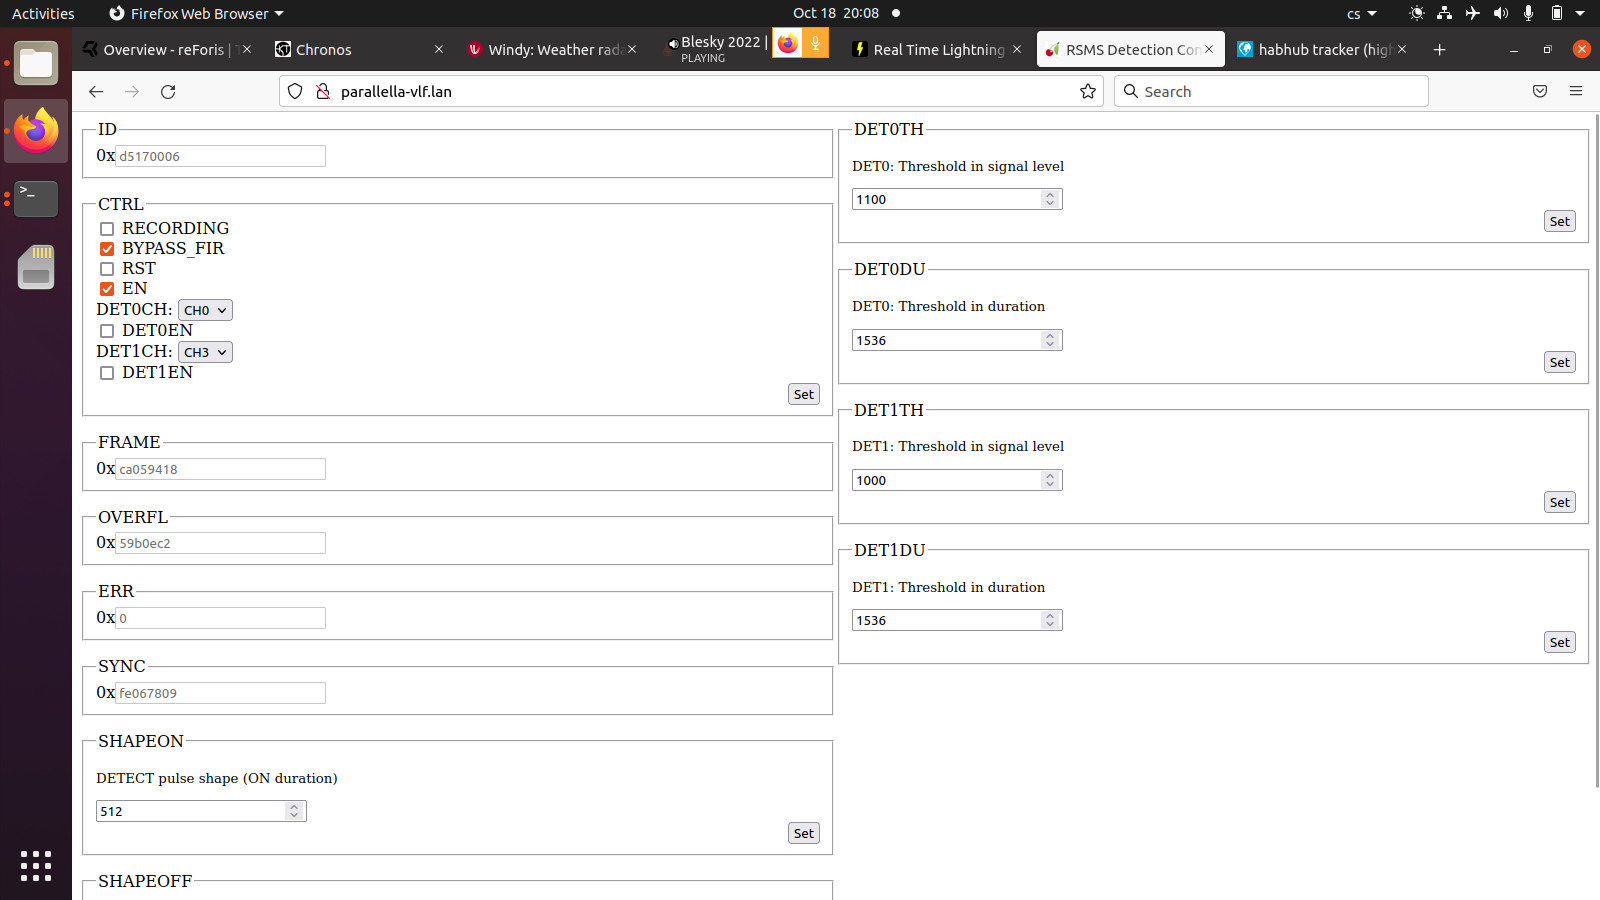 Activities
Firefox Web Browser
Oct 18 20:08
cs
Overview - reForis |
Chronos
Windy: Weather rada
Blesky 2022 |
PLAYING
Real Time Lightning
RSMS Detection Con
habhub tracker (high
parallella-vlf.lan
Search
ID
0x d5170006
CTRL
RECORDING
BYPASS_FIR
RST
EN
DET0CH: CH0
DET0EN
DET1CH: CH3
DET1EN
Set
FRAME
0x ca059418
OVERFL
0x 59b0ec2
ERR
0x 0
SYNC
0x fe067809
SHAPEON
DETECT pulse shape (ON duration)
512
Set
SHAPEOFF
DET0TH
DET0: Threshold in signal level
1100
Set
DET0DU
DET0: Threshold in duration
1536
Set
DET1TH
DET1: Threshold in signal level
1000
Set
DET1DU
DET1: Threshold in duration
1536
Set